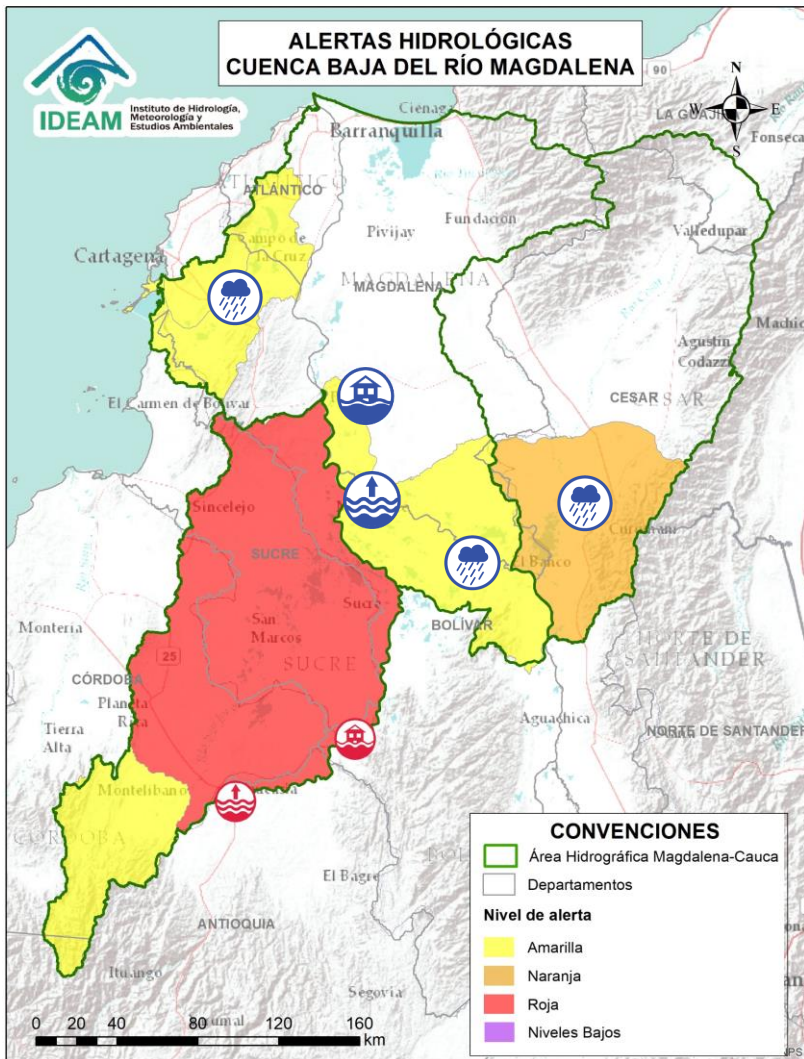 ALERTAS HIDROLÓGICAS
CUENCA BAJA DEL RÍO MAGDALENA
IDEAM
Instituto de Hidrología,
Meteorología y
Estudios Ambientales
N
W
E
S
90
Ciénaga
LA GUAJIRA
Fonseca
Barranquilla
ATLÁNTICO
Fundación
Pivijay
Valledupar
Campo de
la Cruz
Cartagena
MAGDALENA
MAGDALENA
Agustín
Codazzi
El Carmen de Bolívar
CESAR
CESAR
Sincelejo
SUCRE
El Banco
Sucre
San
Marcos
SUCRE
BOLÍVAR
Montería
25
NORTE DE
SANTANDER
CÓRDOBA
Planeta
Rica
Tierra
Alta
Aguachica
NORTE DE SANTANDER
Montelíbano
CÓRDOBA
El Bagre
ANTIOQUIA
Ituango
Segovia
0 20 40 80 120 160
km
CONVENCIONES
Área Hidrográfica Magdalena-Cauca
Departamentos
Nivel de alerta
Amarilla
Naranja
Roja
Niveles Bajos